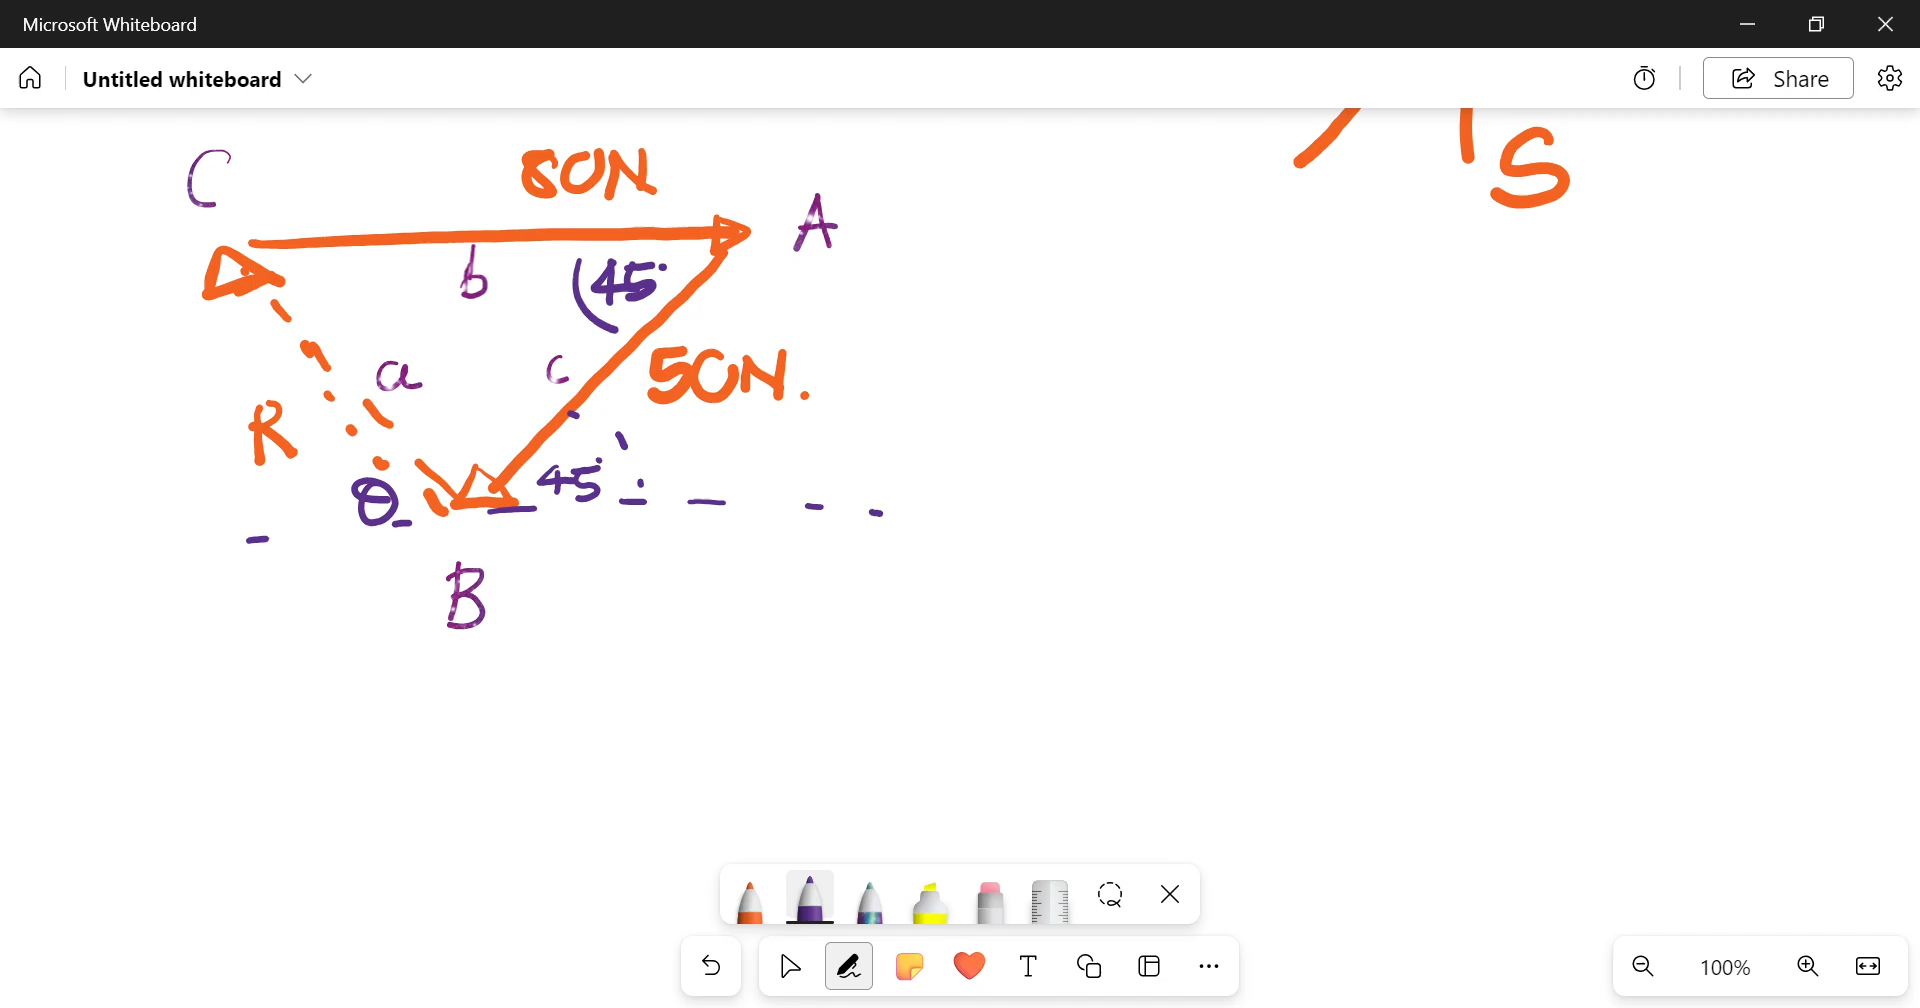 Microsoft Whiteboard
Untitled whiteboard
Share
S
C
80N
A
b
45°
a
c
50N.
R
θ
45°
B
T
100%